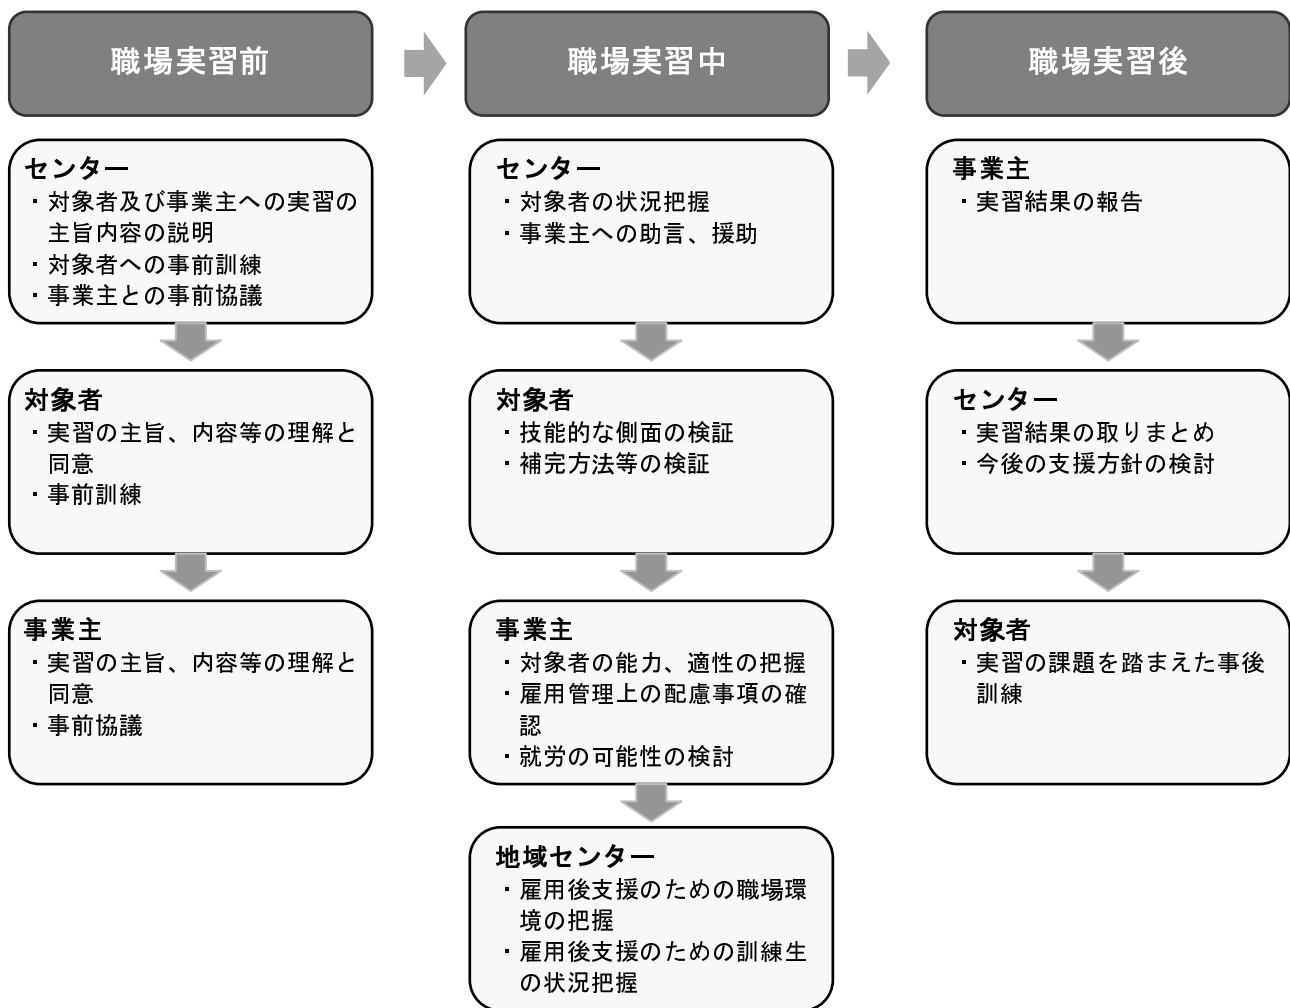 職場実習前
職場実習中
職場実習後
センター
・対象者及び事業主への実習の
主旨内容の説明
・対象者への事前訓練
・事業主との事前協議
対象者
・実習の主旨、内容等の理解と
同意
・事前訓練
事業主
・実習の主旨、内容等の理解と
同意
・事前協議
センター
・対象者の状況把握
・事業主への助言、援助
対象者
・技能的な側面の検証
・補完方法等の検証
事業主
・対象者の能力、適性の把握
・雇用管理上の配慮事項の確
認
・就労の可能性の検討
地域センター
・雇用後支援のための職場環
境の把握
・雇用後支援のための訓練生
の状況把握
事業主
・実習結果の報告
センター
・実習結果の取りまとめ
・今後の支援方針の検討
対象者
・実習の課題を踏まえた事後
訓練